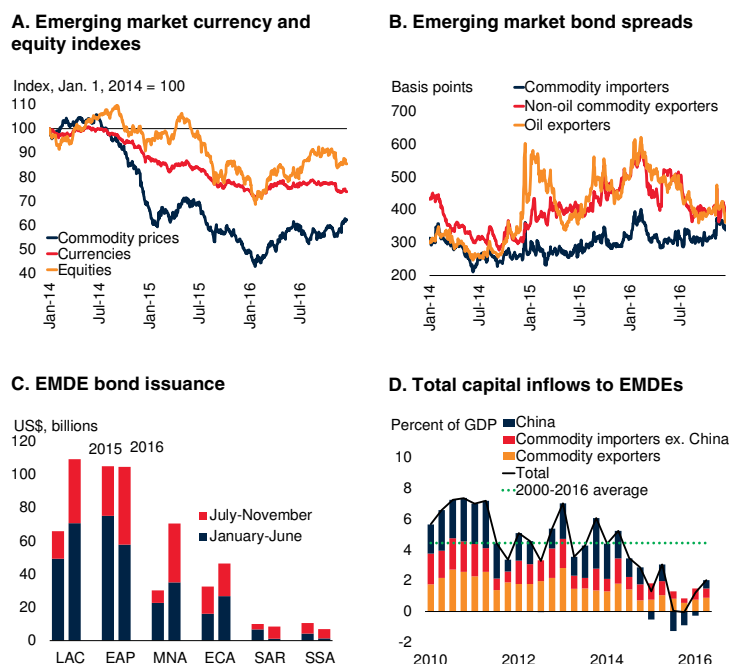 A. Emerging market currency and
equity indexes
Index, Jan. 1, 2014 = 100
110
100
90
80
70
60
50
40
Commodity prices
Currencies
Equities
Jan-14
Jul-14
Jan-15
Jul-15
Jan-16
Jul-16
B. Emerging market bond spreads
Basis points
Commodity importers
Non-oil commodity exporters
Oil exporters
700
600
500
400
300
200
Jan-14
Jul-14
Jan-15
Jul-15
Jan-16
Jul-16
C. EMDE bond issuance
US$, billions
120
100
80
60
40
20
0
2015
2016
July-November
January-June
LAC
EAP
MNA
ECA
SAR
SSA
D. Total capital inflows to EMDEs
Percent of GDP
China
Commodity importers ex. China
Commodity exporters
Total
2000-2016 average
10
8
6
4
2
0
-2
2010
2012
2014
2016